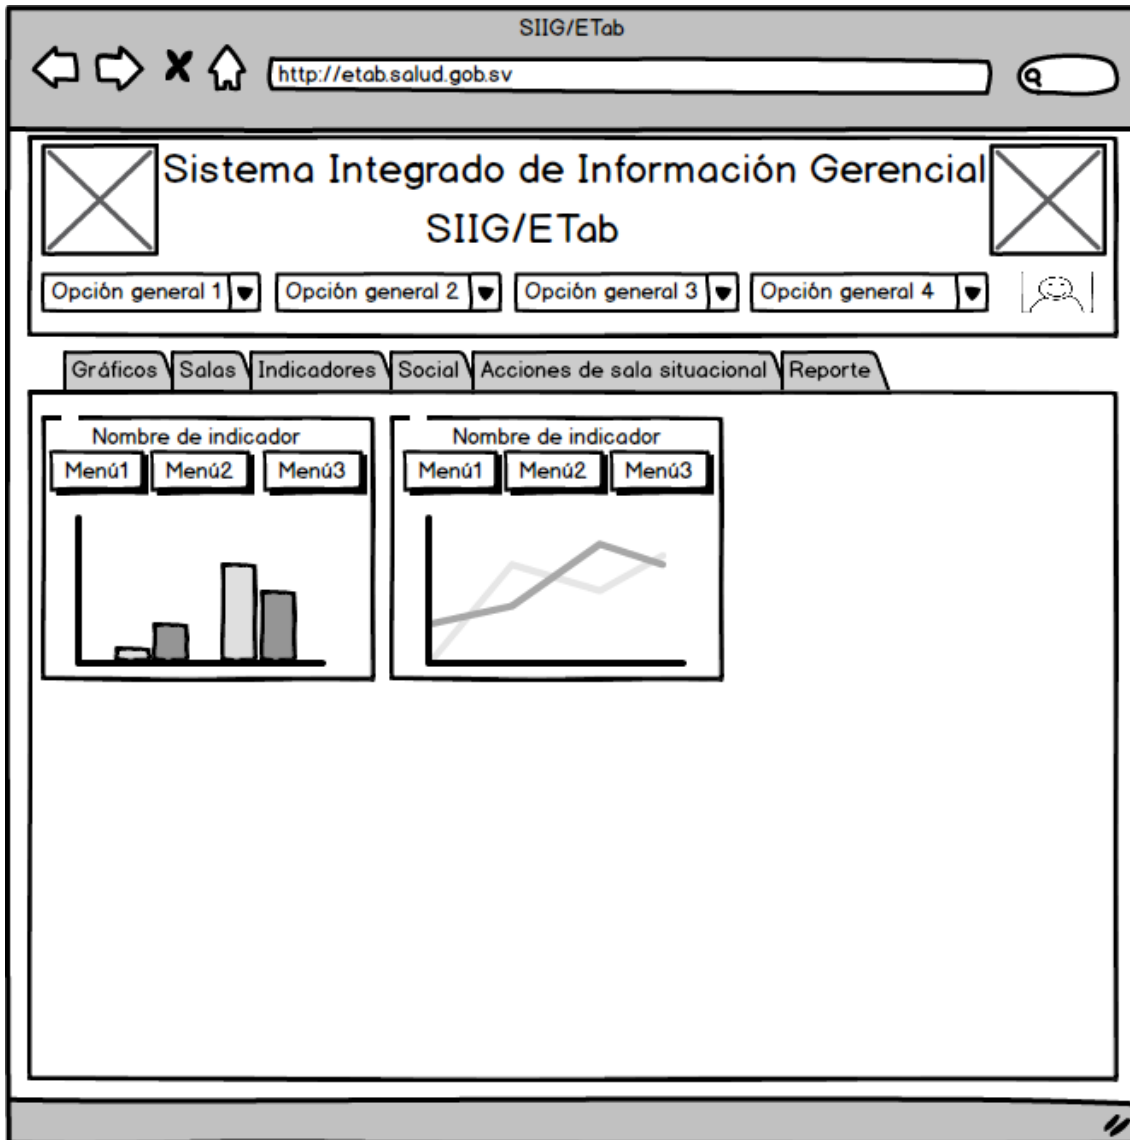 SIIG/ETab
http://etab.salud.gob.sv
Sistema Integrado de Información Gerencial
SIIG/ETab
Opción general 1 Opción general 2 Opción general 3 Opción general 4
Gráficos Salas Indicadores Social Acciones de sala situacional Reporte
Nombre de indicador Nombre de indicador
Menú1 Menú2 Menú3 Menú1 Menú2 Menú3